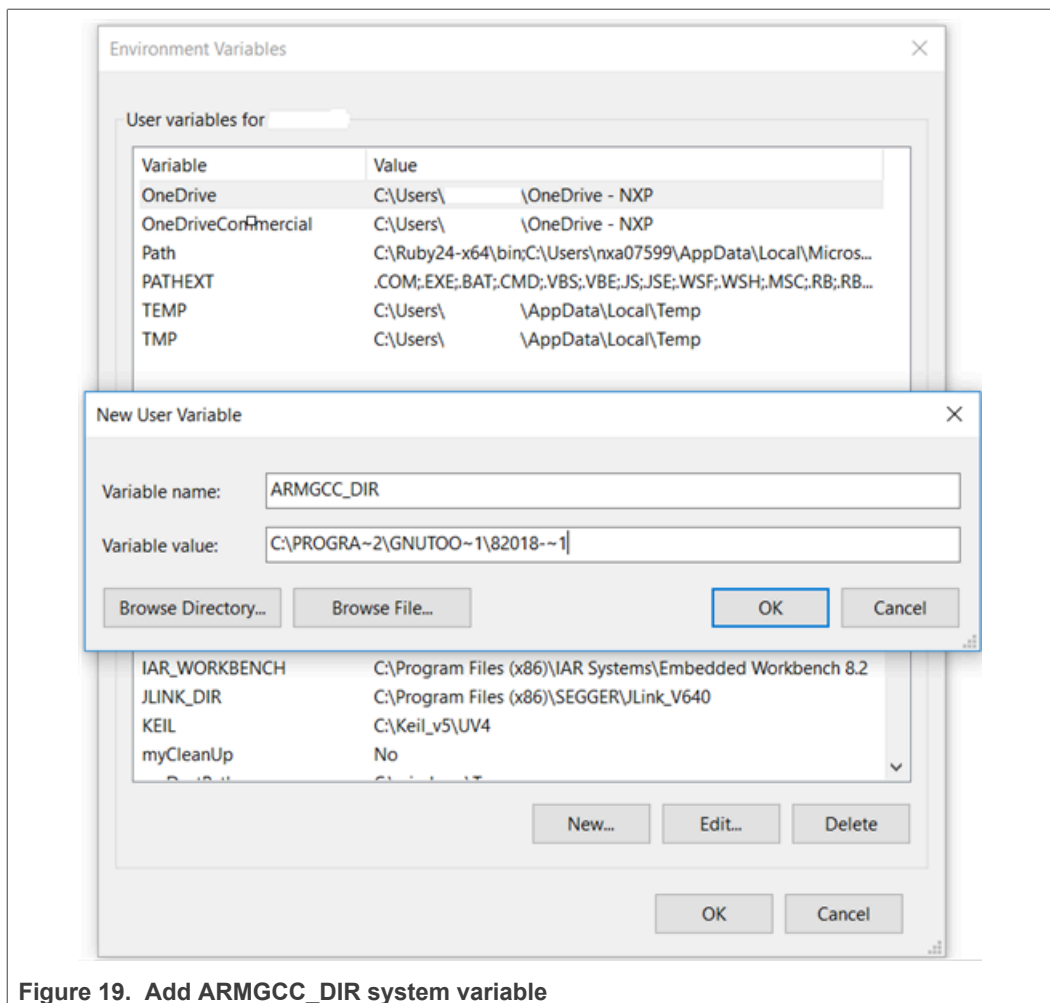 Environment Variables
User variables for
Variable Value
OneDrive C:\Users\ \OneDrive - NXP
OneDriveCommercial C:\Users\ \OneDrive - NXP
Path C:\Ruby24-x64\bin;C:\Users\nxa07599\AppData\Local\Micros...
PATHEXT .COM;.EXE;.BAT;.CMD;.VBS;.VBE;.JS;.JSE;.WSF;.WSH;.MSC;.RB;.RB...
TEMP C:\Users\ \AppData\Local\Temp
TMP C:\Users\ \AppData\Local\Temp
New User Variable
Variable name: ARMGCC_DIR
Variable value: C:\PROGRA~2\GNUTOO~1\82018-~1
Browse Directory... Browse File... OK Cancel
IAR_WORKBENCH C:\Program Files (x86)\IAR Systems\Embedded Workbench 8.2
JLINK_DIR C:\Program Files (x86)\SEGGER\JLink_V640
KEIL C:\Keil_v5\UV4
myCleanUp No
New... Edit... Delete
OK Cancel
Figure 19. Add ARMGCC_DIR system variable